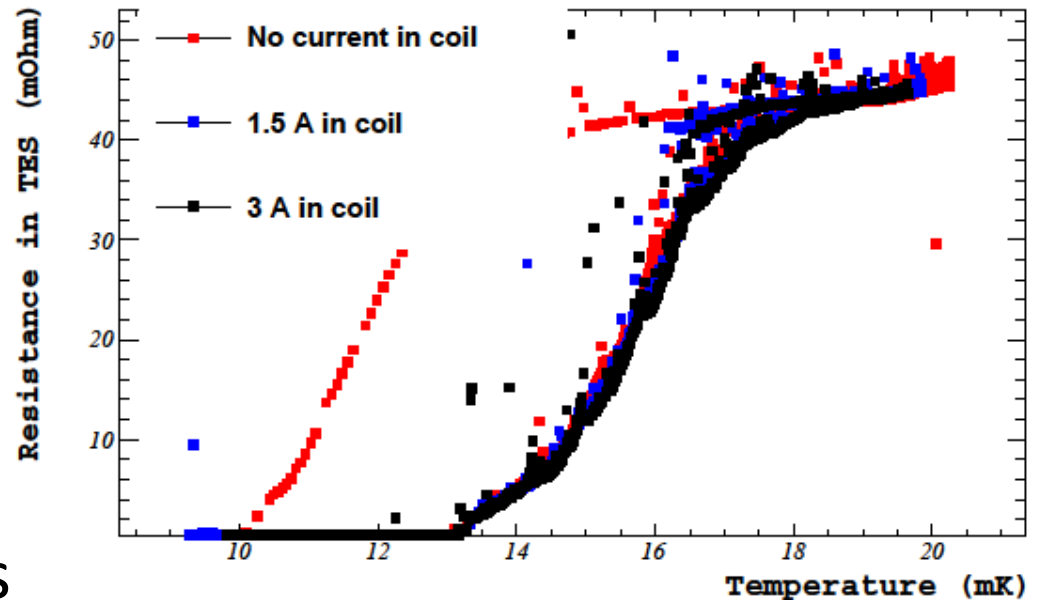 Resistance in TES (mOhm)
50
40
30
20
10
No current in coil
1.5 A in coil
3 A in coil
10 12 14 16 18 20
Temperature (mK)
s